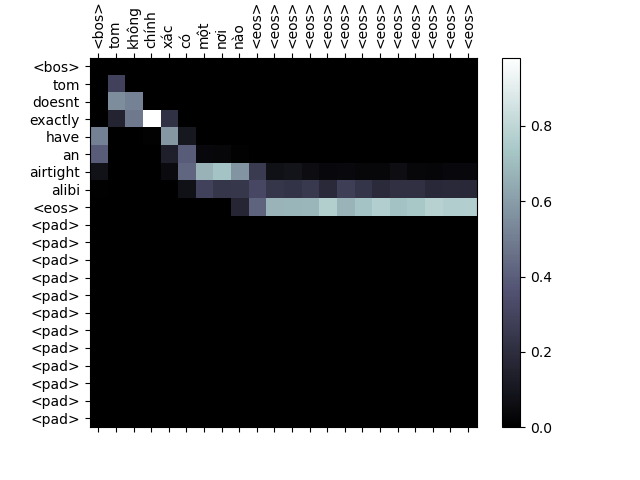 <bos> tom không chính xác có một nơi nào <eos> <eos> <eos> <eos> <eos> <eos> <eos> <eos> <eos> <eos> <eos> <eos> <eos>
<bos>
tom
doesnt
exactly
have
an
airtight
alibi
<eos>
<pad>
<pad>
<pad>
<pad>
<pad>
<pad>
<pad>
<pad>
<pad>
<pad>
<pad>
<pad>
0.8
0.6
0.4
0.2
0.0